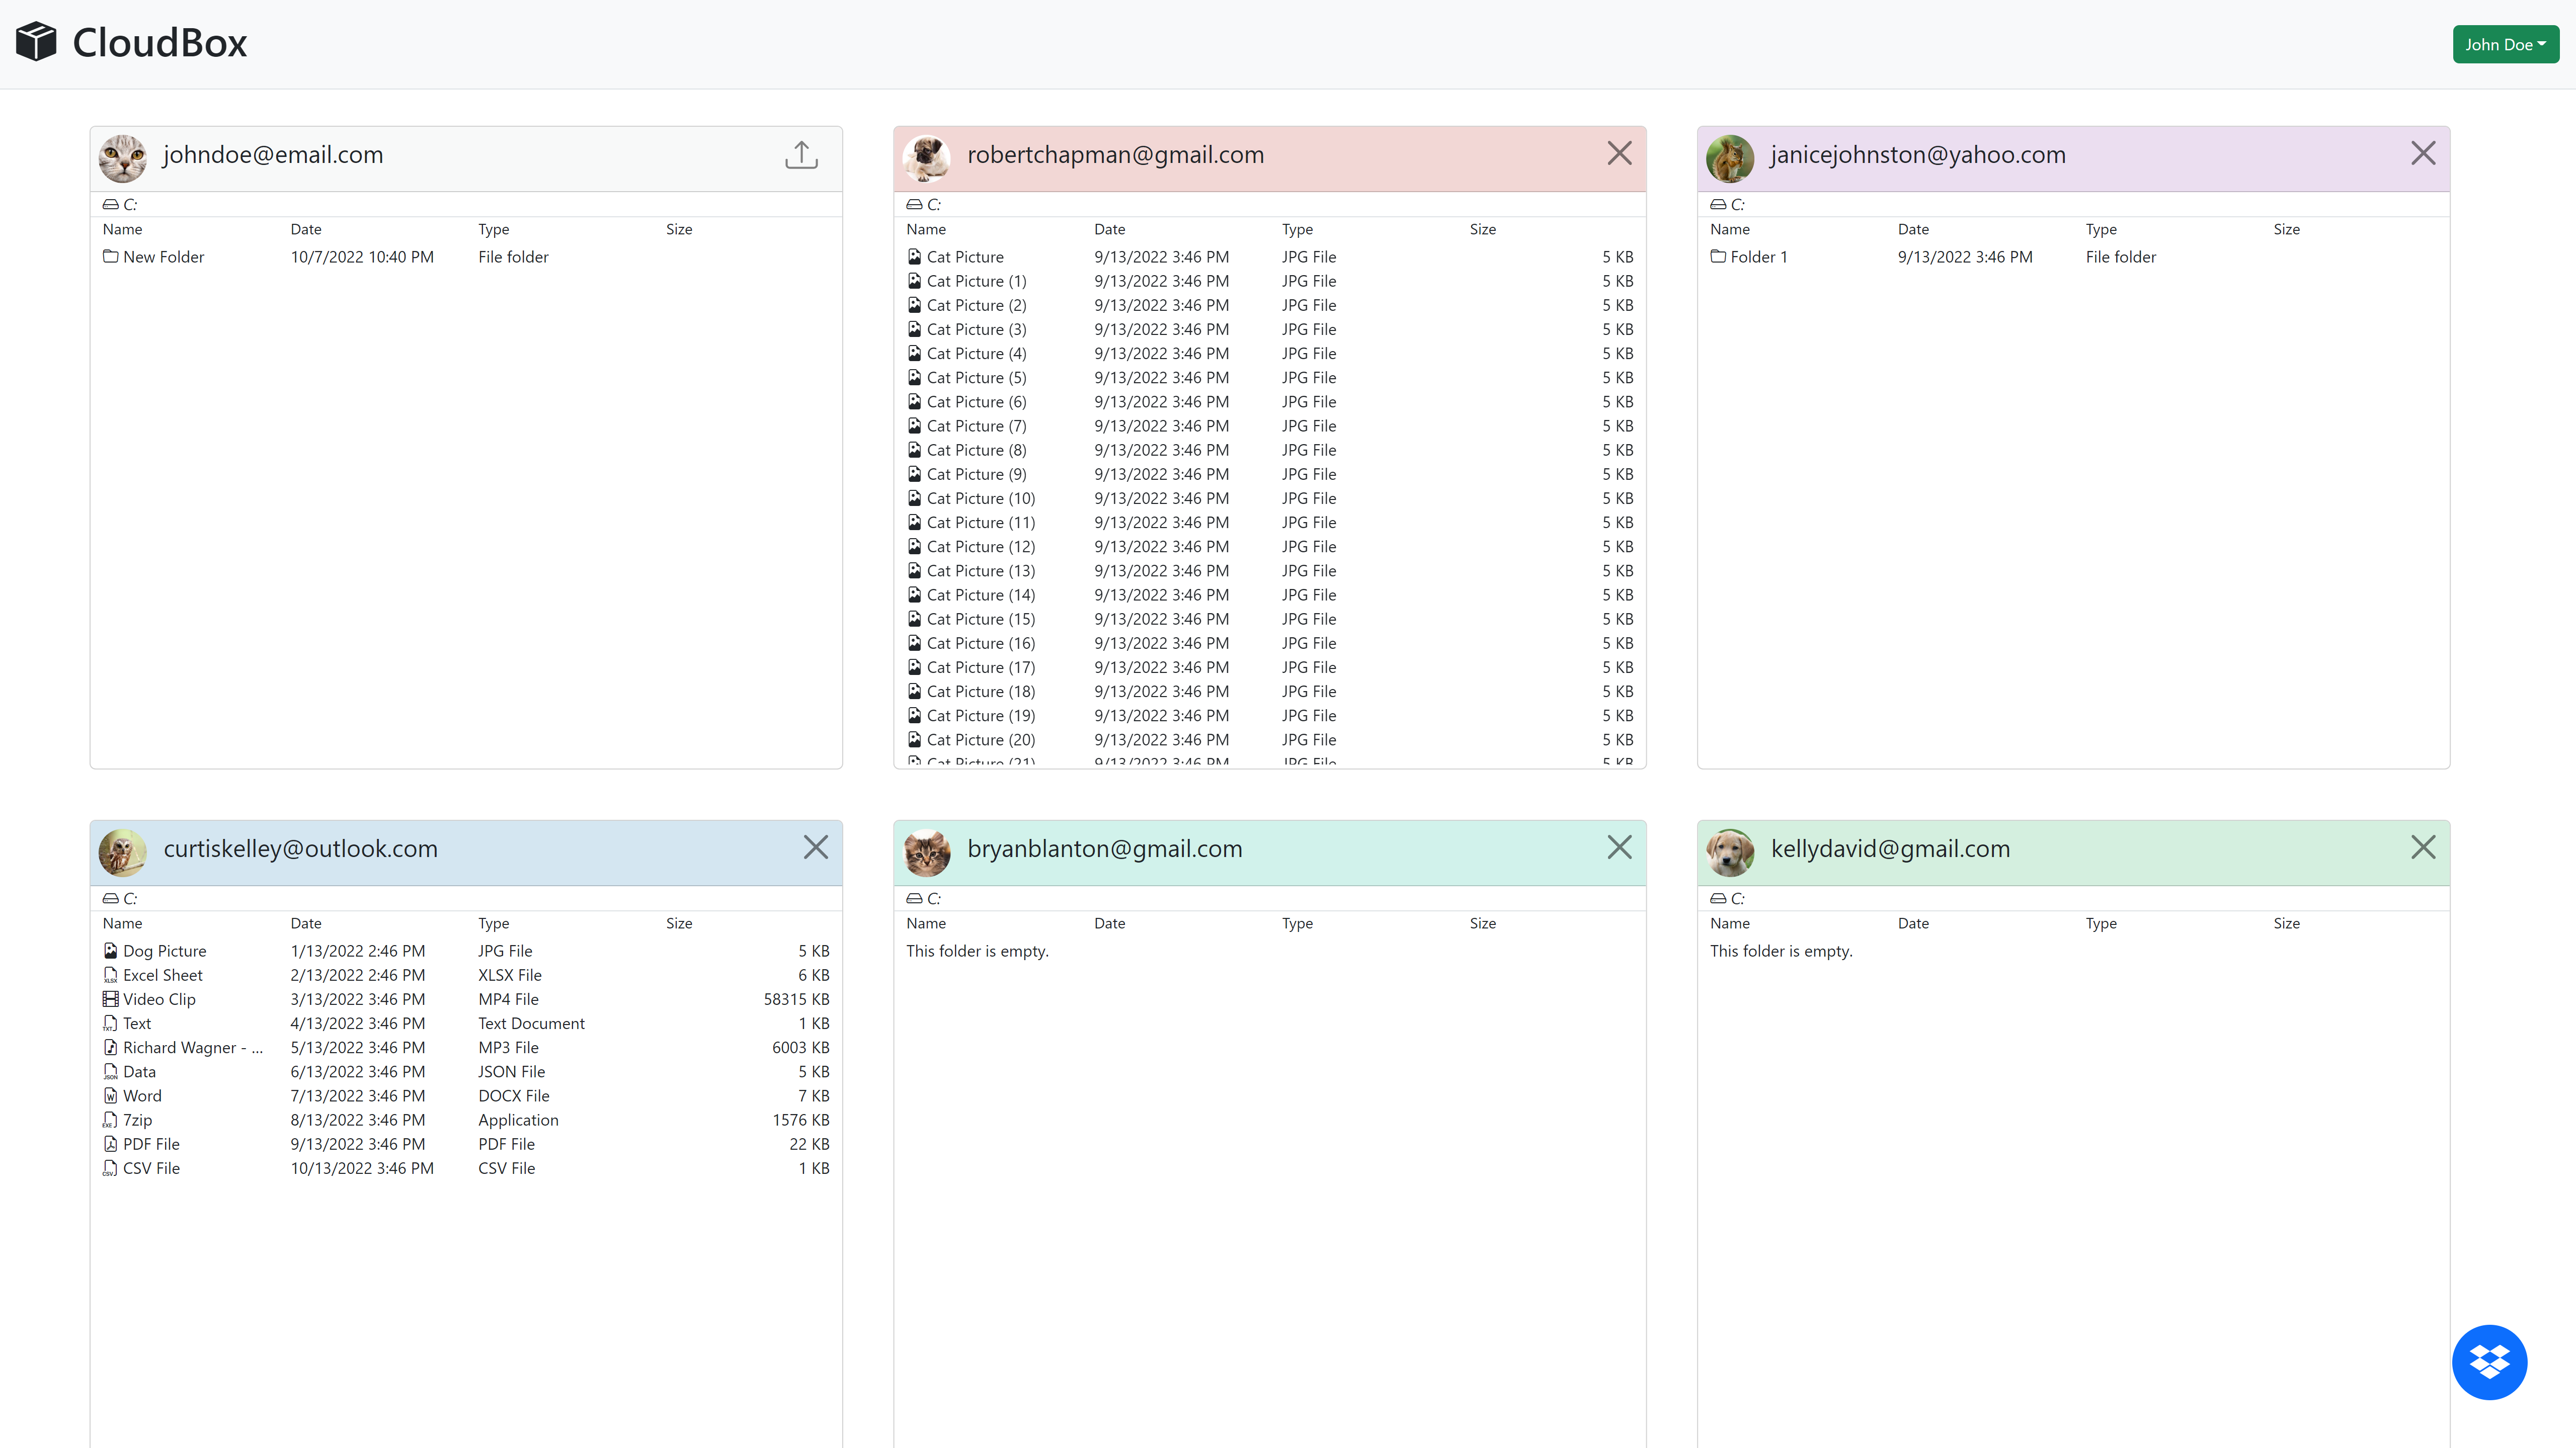 CloudBox
John Doe
johndoe@email.com
C:
Name Date Type Size
New Folder 10/7/2022 10:40 PM File folder
robertchapman@gmail.com
C:
Name Date Type Size
Cat Picture 9/13/2022 3:46 PM JPG File 5 KB
Cat Picture (1) 9/13/2022 3:46 PM JPG File 5 KB
Cat Picture (2) 9/13/2022 3:46 PM JPG File 5 KB
Cat Picture (3) 9/13/2022 3:46 PM JPG File 5 KB
Cat Picture (4) 9/13/2022 3:46 PM JPG File 5 KB
Cat Picture (5) 9/13/2022 3:46 PM JPG File 5 KB
Cat Picture (6) 9/13/2022 3:46 PM JPG File 5 KB
Cat Picture (7) 9/13/2022 3:46 PM JPG File 5 KB
Cat Picture (8) 9/13/2022 3:46 PM JPG File 5 KB
Cat Picture (9) 9/13/2022 3:46 PM JPG File 5 KB
Cat Picture (10) 9/13/2022 3:46 PM JPG File 5 KB
Cat Picture (11) 9/13/2022 3:46 PM JPG File 5 KB
Cat Picture (12) 9/13/2022 3:46 PM JPG File 5 KB
Cat Picture (13) 9/13/2022 3:46 PM JPG File 5 KB
Cat Picture (14) 9/13/2022 3:46 PM JPG File 5 KB
Cat Picture (15) 9/13/2022 3:46 PM JPG File 5 KB
Cat Picture (16) 9/13/2022 3:46 PM JPG File 5 KB
Cat Picture (17) 9/13/2022 3:46 PM JPG File 5 KB
Cat Picture (18) 9/13/2022 3:46 PM JPG File 5 KB
Cat Picture (19) 9/13/2022 3:46 PM JPG File 5 KB
Cat Picture (20) 9/13/2022 3:46 PM JPG File 5 KB
Cat Picture (21) 9/13/2022 3:46 PM JPG File 5 KB
janicejohnston@yahoo.com
C:
Name Date Type Size
Folder 1 9/13/2022 3:46 PM File folder
curtiskelley@outlook.com
C:
Name Date Type Size
Dog Picture 1/13/2022 2:46 PM JPG File 5 KB
Excel Sheet 2/13/2022 2:46 PM XLSX File 6 KB
Video Clip 3/13/2022 3:46 PM MP4 File 58315 KB
Text 4/13/2022 3:46 PM Text Document 1 KB
Richard Wagner - ... 5/13/2022 3:46 PM MP3 File 6003 KB
Data 6/13/2022 3:46 PM JSON File 5 KB
Word 7/13/2022 3:46 PM DOCX File 7 KB
7zip 8/13/2022 3:46 PM Application 1576 KB
PDF File 9/13/2022 3:46 PM PDF File 22 KB
CSV File 10/13/2022 3:46 PM CSV File 1 KB
bryanblanton@gmail.com
C:
Name Date Type Size
This folder is empty.
kellydavid@gmail.com
C:
Name Date Type Size
This folder is empty.